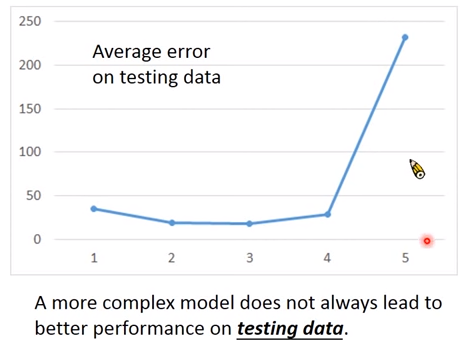 250
Average error
200
on testing data
150
100
50
0
1 2 3 4 5
A more complex model does not always lead to
better performance on testing data.